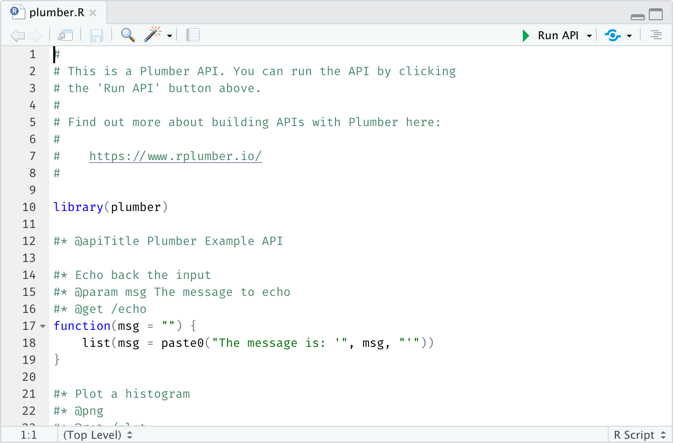 plumber.R
Run API
1 #
2 # This is a Plumber API. You can run the API by clicking
3 # the 'Run API' button above.
4 #
5 # Find out more about building APIs with Plumber here:
6 #
7 #    https://www.rplumber.io/
8 #
9
10 library(plumber)
11
12 #* @apiTitle Plumber Example API
13
14 #* Echo back the input
15 #* @param msg The message to echo
16 #* @get /echo
17 function(msg = "") {
18     list(msg = paste0("The message is: '", msg, "'"))
19 }
20
21 #* Plot a histogram
22 #* @png
1:1 (Top Level) R Script